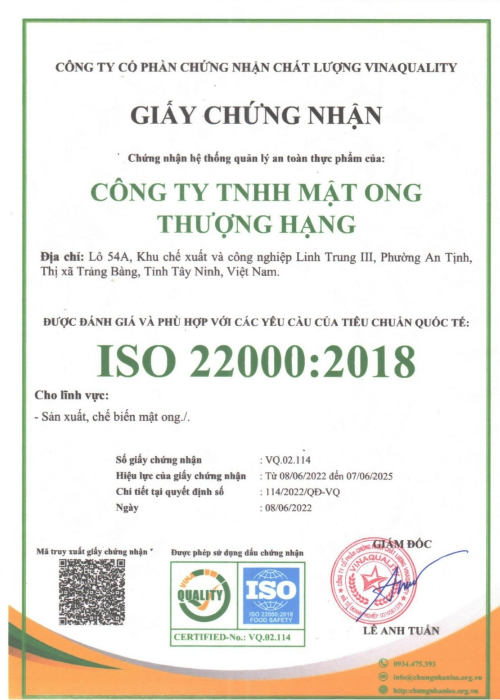 CÔNG TY CỔ PHẦN CHỨNG NHẬN CHẤT LƯỢNG VINAQUALITY
GIẤY CHỨNG NHẬN
Chứng nhận hệ thống quản lý an toàn thực phẩm của:
CÔNG TY TNHH MẬT ONG
THƯỢNG HẠNG
Địa chỉ: Lô 54A, Khu chế xuất và công nghiệp Linh Trung III, Phường An Tịnh,
Thị xã Trảng Bàng, Tỉnh Tây Ninh, Việt Nam.
ĐƯỢC ĐÁNH GIÁ VÀ PHÙ HỢP VỚI CÁC YÊU CẦU CỦA TIÊU CHUẨN QUỐC TẾ:
ISO 22000:2018
Cho lĩnh vực:
- Sản xuất, chế biến mật ong./.
Số giấy chứng nhận : VQ.02.114
Hiệu lực của giấy chứng nhận : Từ 08/06/2022 đến 07/06/2025
Chi tiết tại quyết định số : 114/2022/QĐ-VQ
Ngày : 08/06/2022
GIÁM ĐỐC
Mã truy xuất giấy chứng nhận
Được phép sử dụng dấu chứng nhận
QUALITY
ISO
ISO 22000:2018
FOOD SAFETY
CERTIFIED-No.: VQ.02.114
VINAQUALITY
LÊ ANH TUẤN
0934.475.393
info@chungnhaniso.org.vn
http://chungnhaniso.org.vn